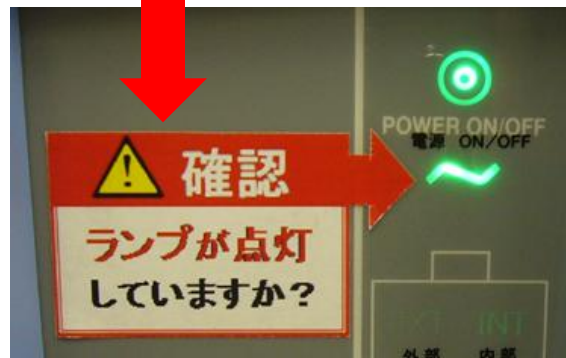 確認
ランプが点灯
していますか?
POWER ON/OFF
電源 ON/OFF
EXT INT
外部 内部